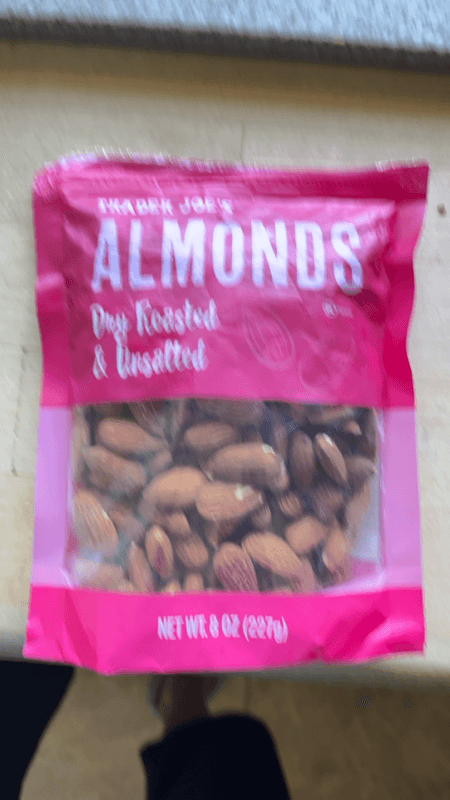 TRADER JOE'S
ALMONDS
Dry Roasted
& Unsalted
NET WT. 8 OZ (227g)